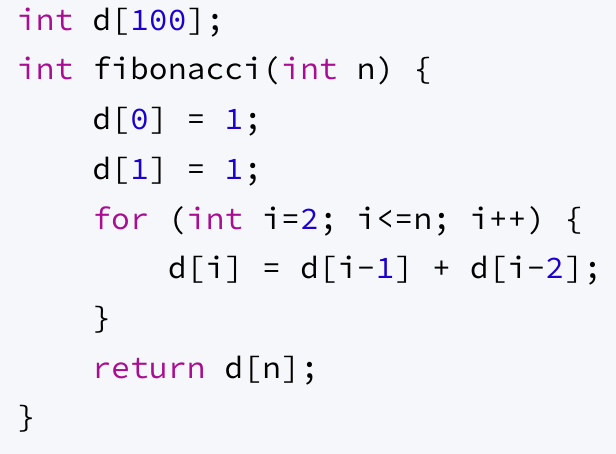 int d[100];
int fibonacci(int n) {
    d[0] = 1;
    d[1] = 1;
    for (int i=2; i<=n; i++) {
        d[i] = d[i-1] + d[i-2];
    }
    return d[n];
}